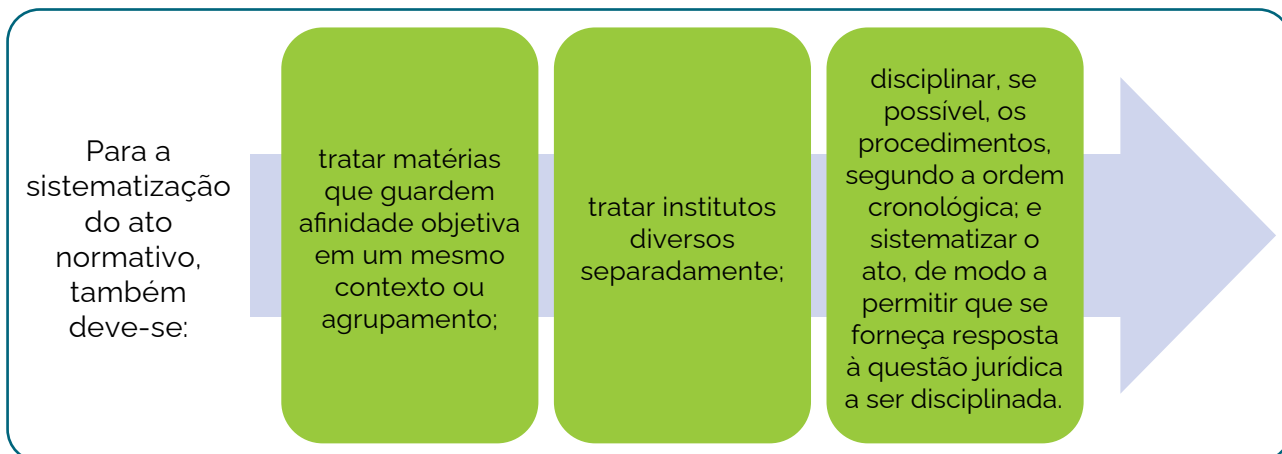 Para a
sistematização
do ato
normativo,
também
deve-se:
tratar matérias
que guardem
afinidade objetiva
em um mesmo
contexto ou
agrupamento;
tratar institutos
diversos
separadamente;
disciplinar, se
possível, os
procedimentos,
segundo a ordem
cronológica; e
sistematizar o
ato, de modo a
permitir que se
forneça resposta
à questão jurídica
a ser disciplinada.